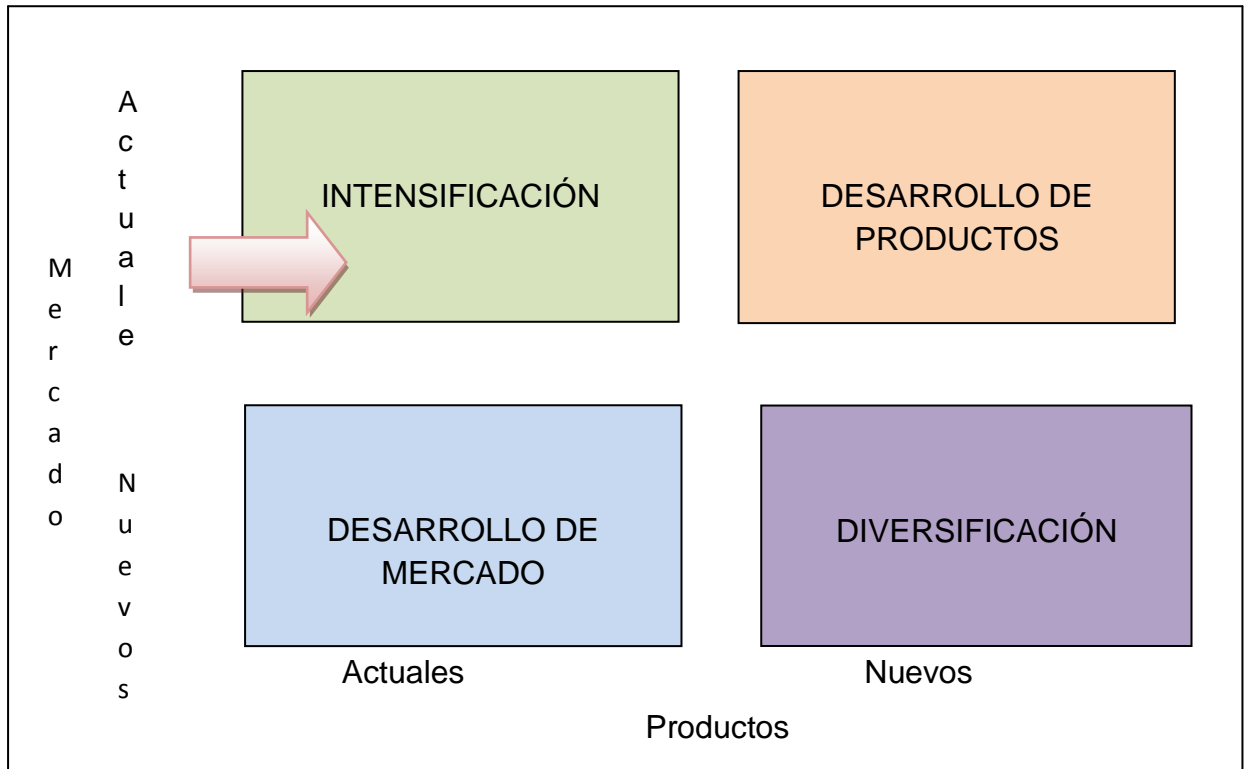 Mercado
Actuale
Nuevos
INTENSIFICACIÓN
DESARROLLO DE
PRODUCTOS
DESARROLLO DE
MERCADO
DIVERSIFICACIÓN
Actuales
Nuevos
Productos